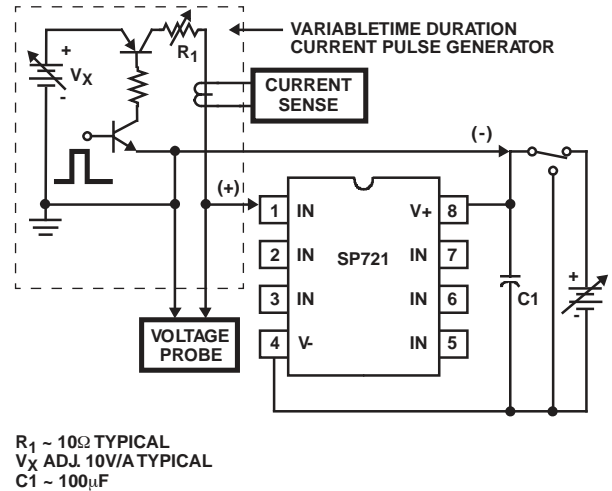 VARIABLETIME DURATION
CURRENT PULSE GENERATOR
+
VX
-
R1
CURRENT
SENSE
(-)
(+)
1 IN
2 IN
3 IN
4 V-
SP721
V+ 8
IN 7
IN 6
IN 5
C1
+
-
VOLTAGE
PROBE
R1 ~ 10Ω TYPICAL
VX ADJ. 10V/A TYPICAL
C1 ~ 100μF